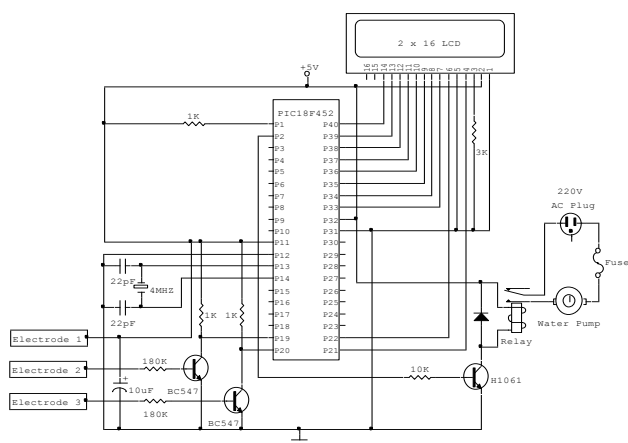 2 x 16 LCD
16 15 14 13 12 11 10 9 8 7 6 5 4 3 2 1
+5V
1K
PIC18F452
P1 P40
P2 P39
P3 P38
P4 P37
P5 P36
P6 P35
P7 P34
P8 P33
P9 P32
P10 P31
P11 P30
P12 P29
P13 P28
P14 P27
P15 P26
P16 P25
P17 P24
P18 P23
P19 P22
P20 P21
3K
220V
AC Plug
Fuse
Water Pump
Relay
22pF
4MHZ
22pF
1K 1K
Electrode 1
Electrode 2
Electrode 3
180K
180K
+
10uF
BC547
BC547
10K
H1061